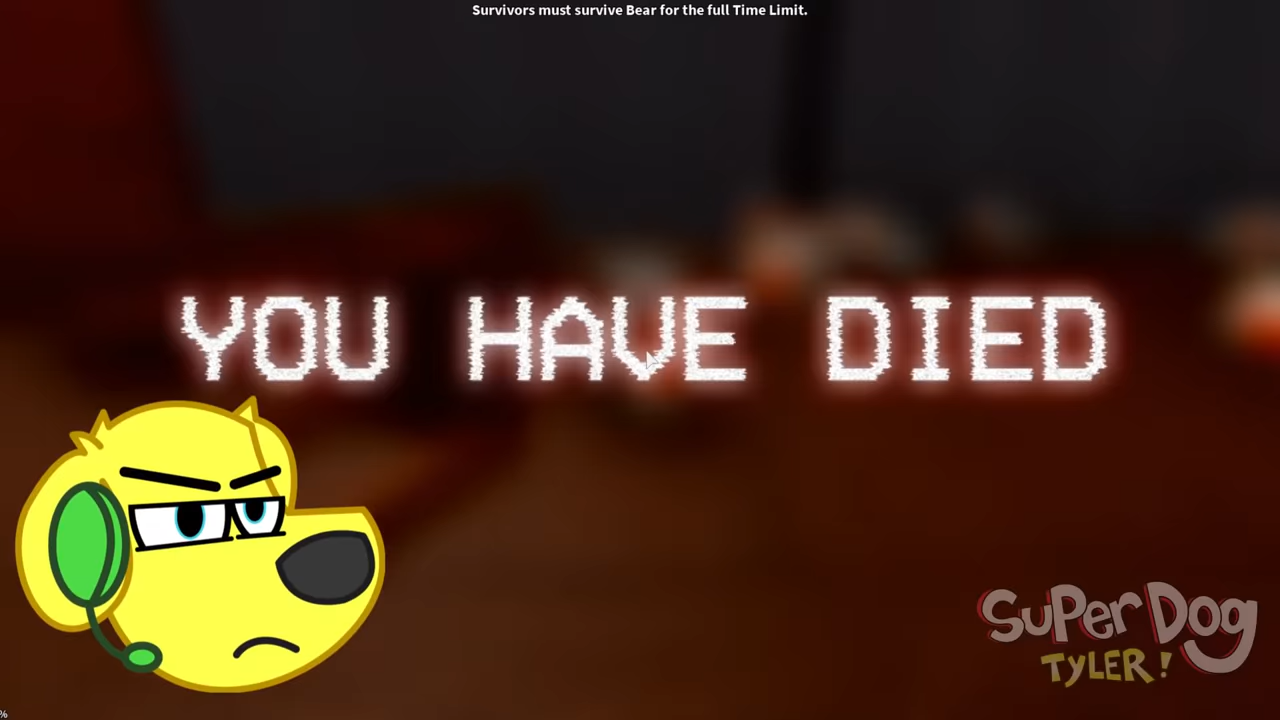 Survivors must survive Bear for the full Time Limit.
YOU HAVE DIED
SuPer Dog
TYLER!
%